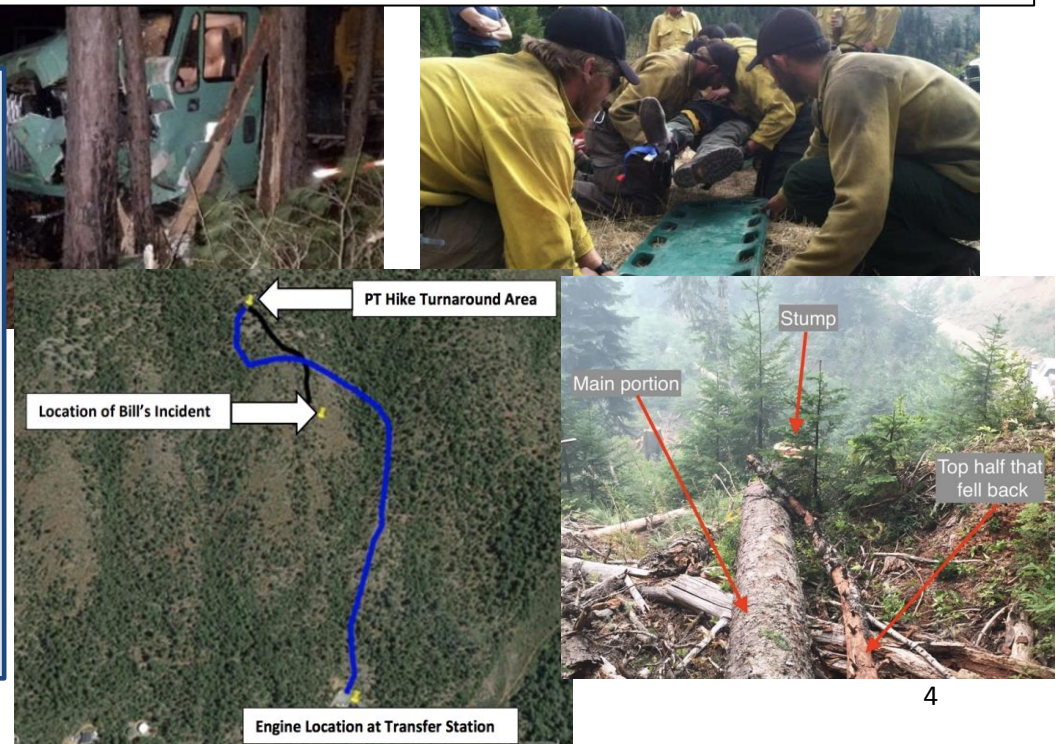 PT Hike Turnaround Area
Location of Bill's Incident
Engine Location at Transfer Station
Stump
Main portion
Top half that
fell back
4